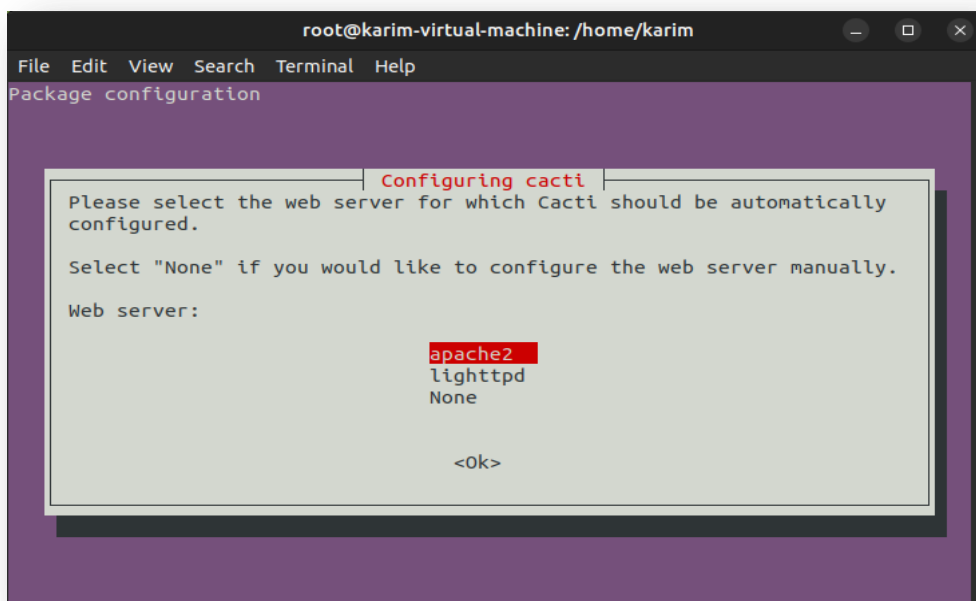 root@karim-virtual-machine: /home/karim
File Edit View Search Terminal Help
Package configuration
Configuring cacti
Please select the web server for which Cacti should be automatically
configured.
Select "None" if you would like to configure the web server manually.
Web server:
apache2
lighttpd
None
<Ok>